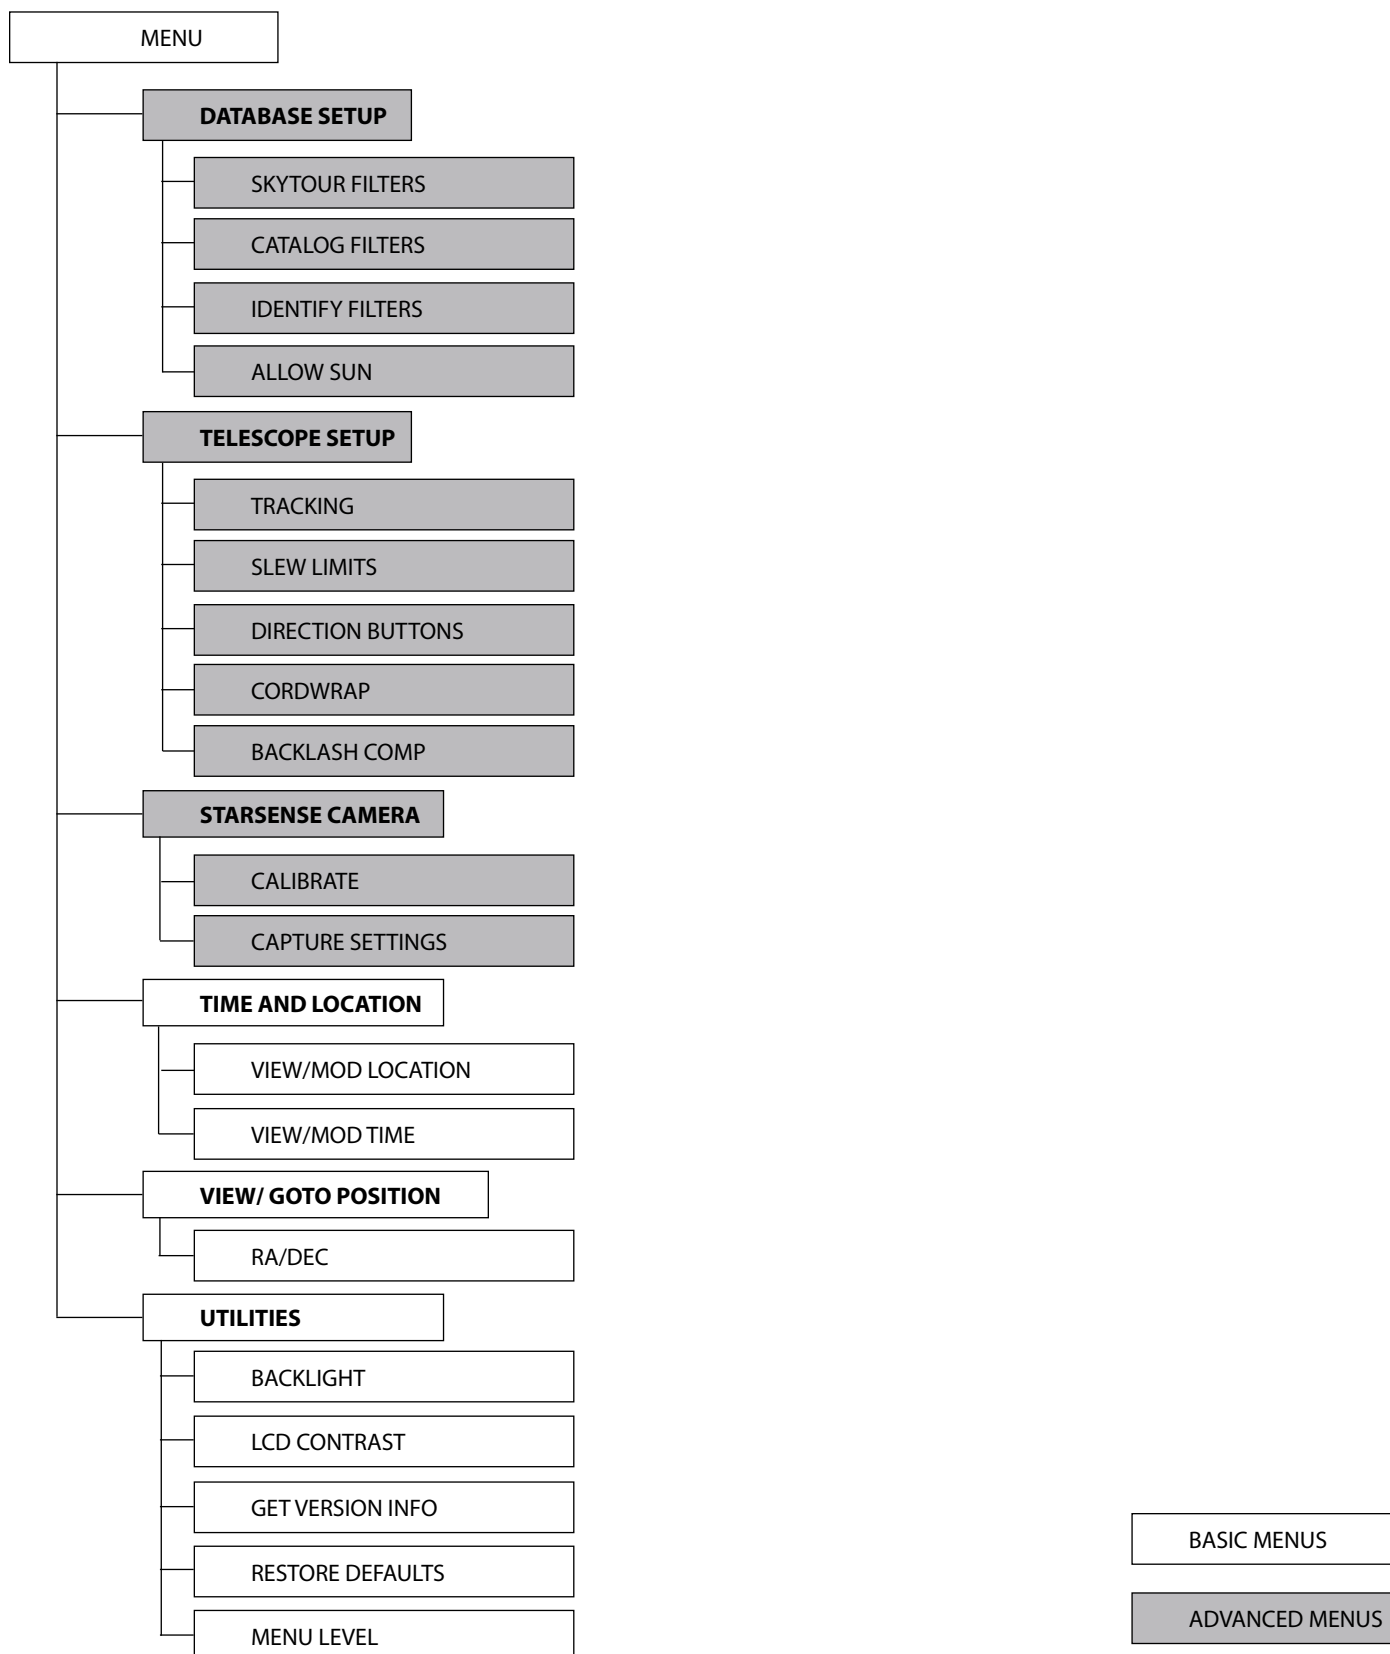 MENU
DATABASE SETUP
SKYTOUR FILTERS
CATALOG FILTERS
IDENTIFY FILTERS
ALLOW SUN
TELESCOPE SETUP
TRACKING
SLEW LIMITS
DIRECTION BUTTONS
CORDWRAP
BACKLASH COMP
STARSENSE CAMERA
CALIBRATE
CAPTURE SETTINGS
TIME AND LOCATION
VIEW/MOD LOCATION
VIEW/MOD TIME
VIEW/ GOTO POSITION
RA/DEC
UTILITIES
BACKLIGHT
LCD CONTRAST
GET VERSION INFO
RESTORE DEFAULTS
MENU LEVEL
BASIC MENUS
ADVANCED MENUS